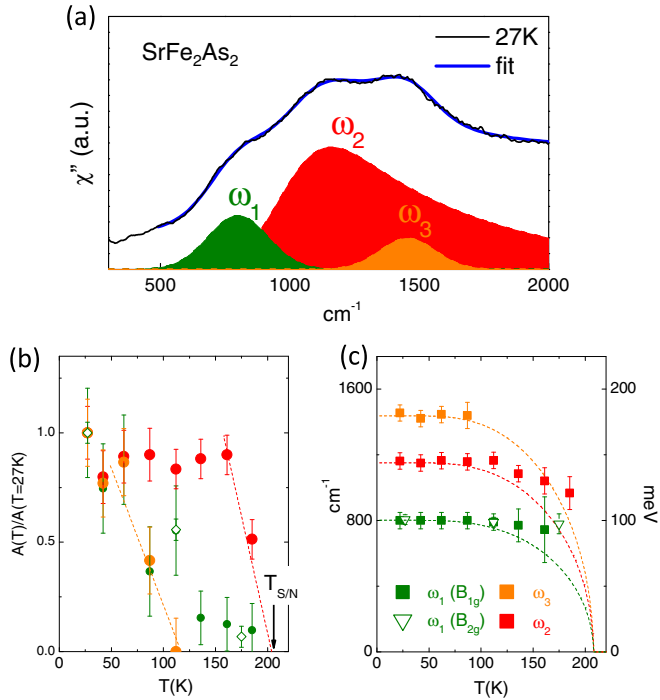 (a)
SrFe₂As₂
27K
fit
χ" (a.u.)
ω₁
ω₂
ω₃
500
1000
1500
2000
cm⁻¹
(b)
A(T)/A(T=27K)
1.0
0.5
0.0
T_S/N
0
50
100
150
200
T(K)
(c)
cm⁻¹
1600
800
0
200
100
0
meV
ω₁ (B₁g)
ω₁ (B₂g)
ω₃
ω₂
0
50
100
150
200
T(K)